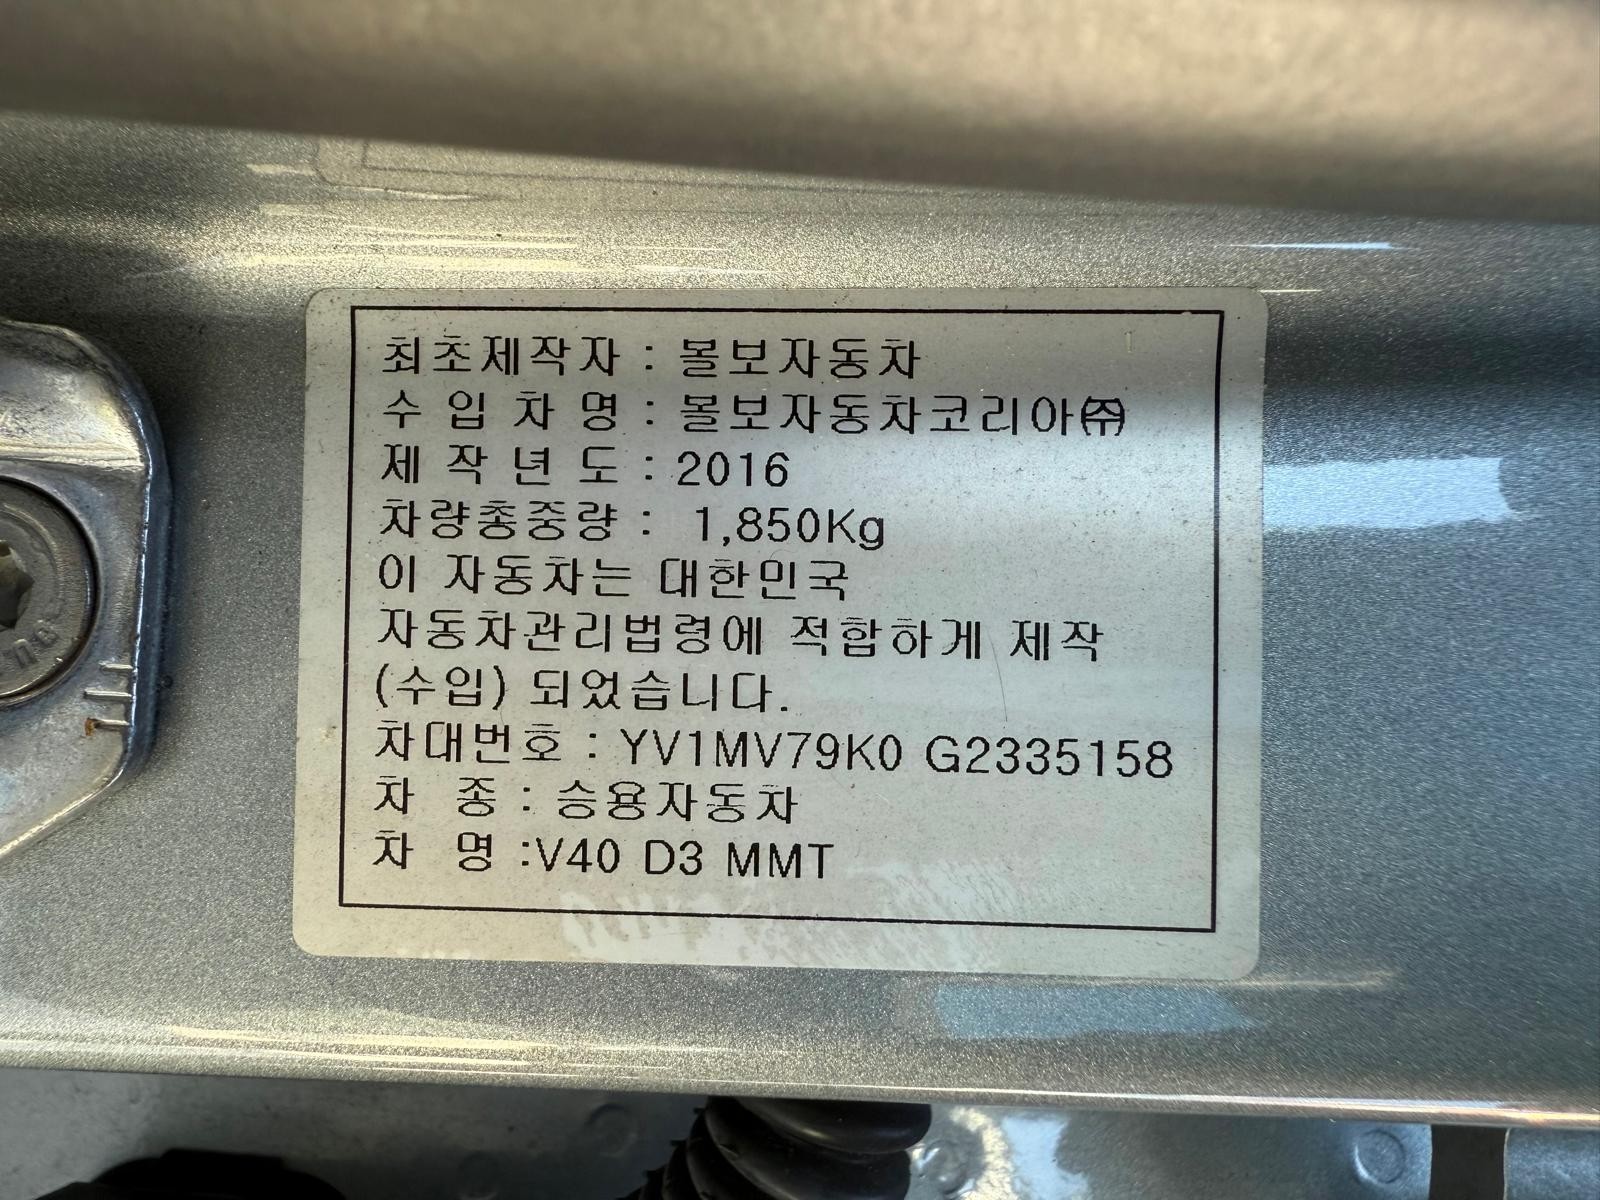 최초제작자 : 볼보자동차
수 입 차 명 : 볼보자동차코리아㈜
제 작 년 도 : 2016
차량총중량 : 1,850Kg
이 자동차는 대한민국
자동차관리법령에 적합하게 제작
(수입) 되었습니다.
차대번호 : YV1MV79K0 G2335158
차 종 : 승용자동차
차 명 :V40 D3 MMT